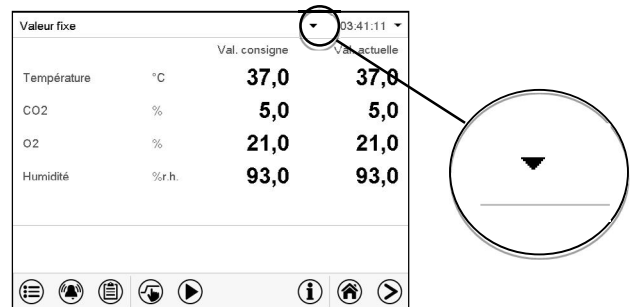 Valeur fixe 03:41:11
Val. consigne Val. actuelle
Température °C 37,0 37,0
CO2 % 5,0 5,0
O2 % 21,0 21,0
Humidité %r.h. 93,0 93,0